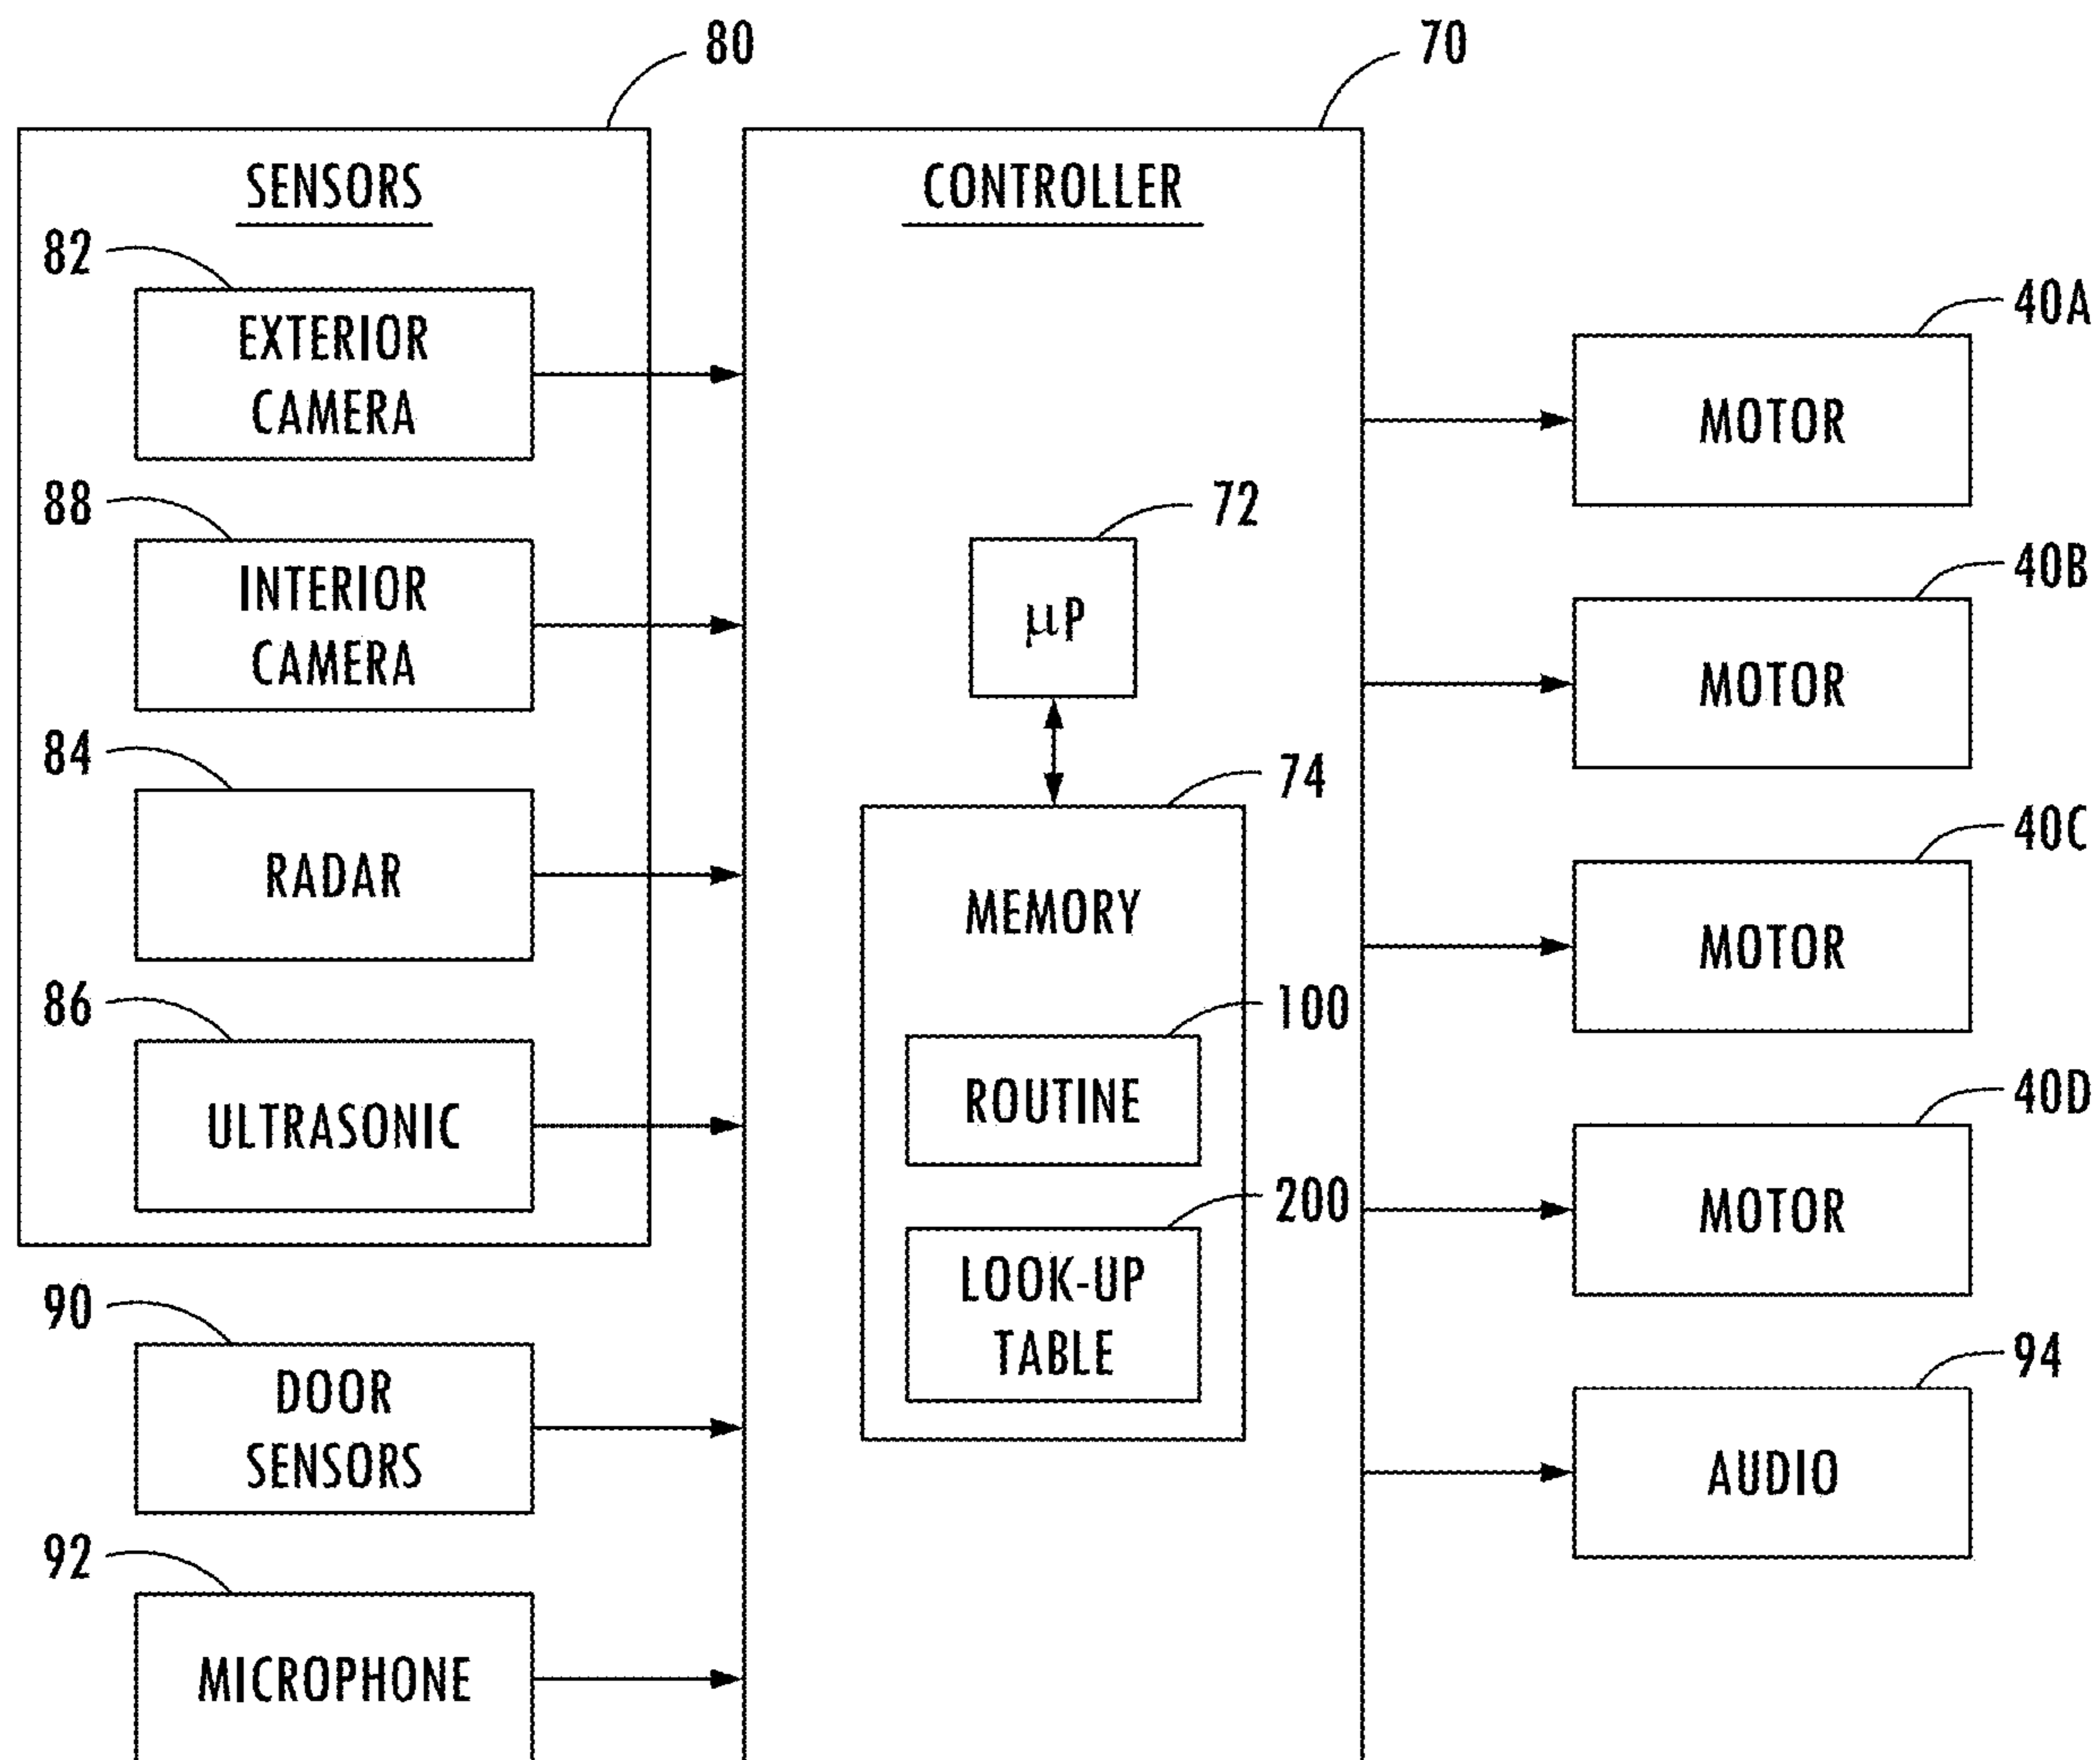 80
70
SENSORS
CONTROLLER
82
EXTERIOR
CAMERA
40A
MOTOR
88
INTERIOR
CAMERA
72
µP
40B
MOTOR
84
RADAR
74
MEMORY
40C
MOTOR
86
ULTRASONIC
100
ROUTINE
40D
MOTOR
200
LOOK-UP
TABLE
90
DOOR
SENSORS
94
AUDIO
92
MICROPHONE